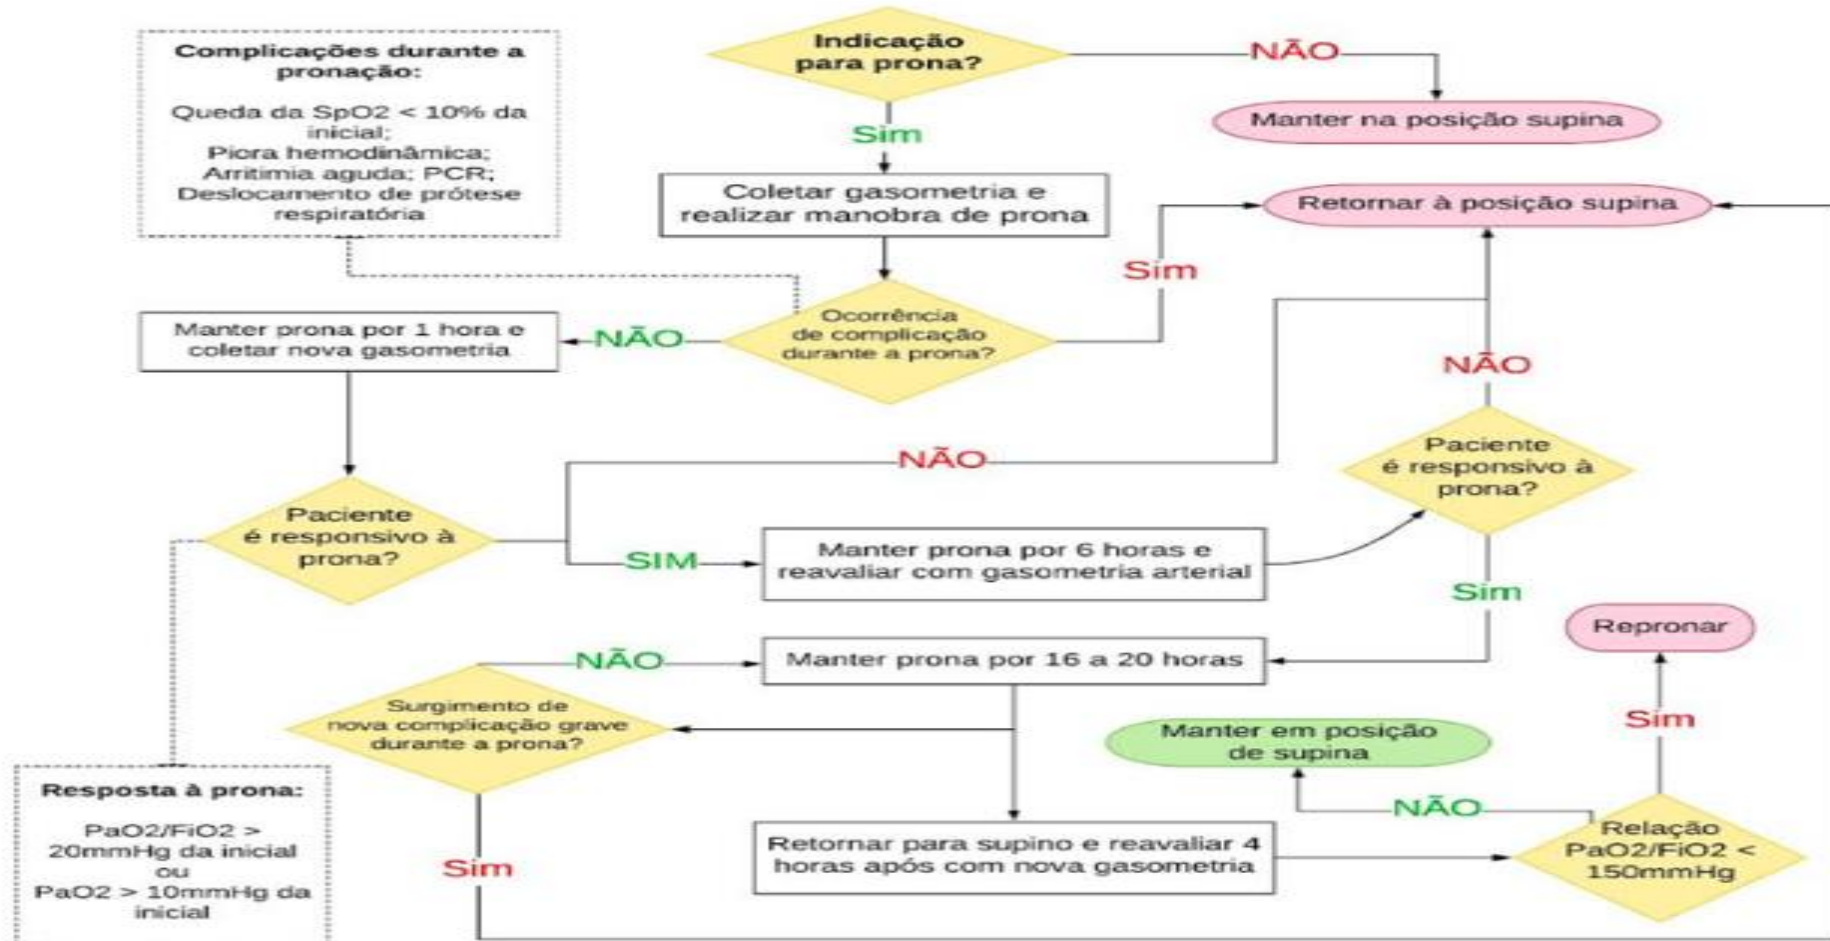 Complicações durante a
pronação:
Queda da SpO2 < 10% da
inicial;
Piora hemodinâmica;
Arritimia aguda; PCR;
Deslocamento de prótese
respiratória
Indicação
para prona?
NÃO
Manter na posição supina
Sim
Coletar gasometria e
realizar manobra de prona
Retornar à posição supina
Sim
Ocorrência
de complicação
durante a prona?
NÃO
Manter prona por 1 hora e
coletar nova gasometria
NÃO
Paciente
é responsivo à
prona?
NÃO
Paciente
é responsivo à
prona?
SIM
Manter prona por 6 horas e
reavaliar com gasometria arterial
Sim
Repronar
NÃO
Manter prona por 16 a 20 horas
Surgimento de
nova complicação grave
durante a prona?
Manter em posição
de supina
Sim
NÃO
Resposta à prona:
PaO2/FiO2 >
20mmHg da inicial
ou
PaO2 > 10mmHg da
inicial
Sim
Retornar para supino e reavaliar 4
horas após com nova gasometria
Relação
PaO2/FiO2 <
150mmHg